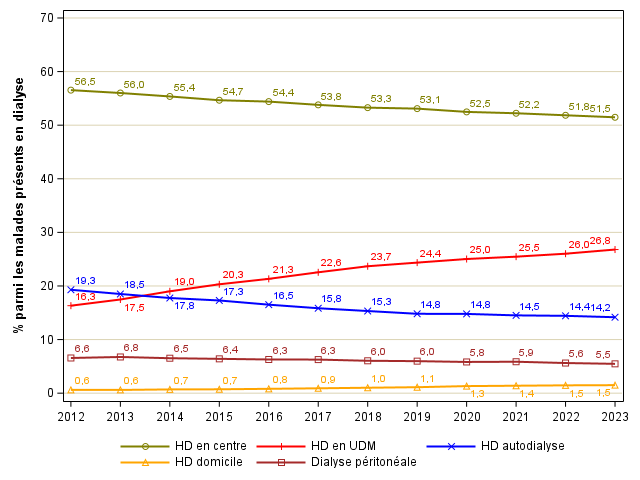 % parmi les malades présents en dialyse
70
60
50
40
30
20
10
0
56,5 56,0 55,4 54,7 54,4 53,8 53,3 53,1 52,5 52,2 51,8 51,5
16,3 17,5 19,0 20,3 21,3 22,6 23,7 24,4 25,0 25,5 26,0 26,8
19,3 18,5 17,8 17,3 16,5 15,8 15,3 14,8 14,8 14,5 14,4 14,2
6,6 6,8 6,5 6,4 6,3 6,3 6,0 6,0 5,8 5,9 5,6 5,5
0,6 0,6 0,7 0,7 0,8 0,9 1,0 1,1 1,3 1,4 1,5 1,5
2012 2013 2014 2015 2016 2017 2018 2019 2020 2021 2022 2023
HD en centre HD en UDM HD autodialyse
HD domicile Dialyse péritonéale